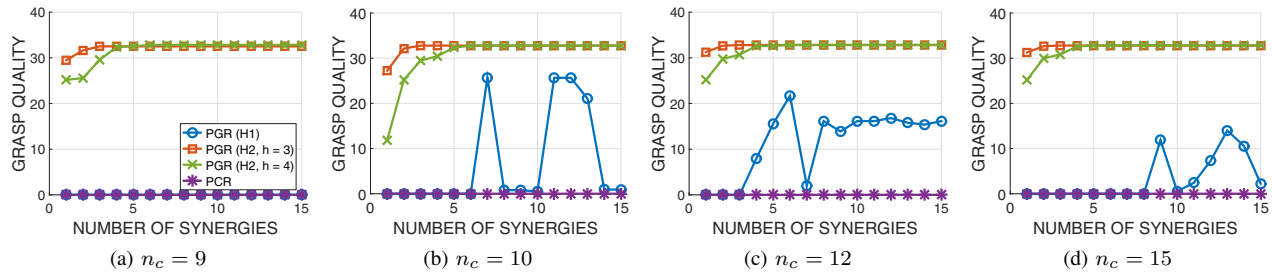 40
30
20
10
0
GRASP QUALITY
0 5 10 15
NUMBER OF SYNERGIES
PGR (H1)
PGR (H2, h = 3)
PGR (H2, h = 4)
PCR
(a) n_c = 9
40
30
20
10
0
GRASP QUALITY
0 5 10 15
NUMBER OF SYNERGIES
(b) n_c = 10
40
30
20
10
0
GRASP QUALITY
0 5 10 15
NUMBER OF SYNERGIES
(c) n_c = 12
40
30
20
10
0
GRASP QUALITY
0 5 10 15
NUMBER OF SYNERGIES
(d) n_c = 15